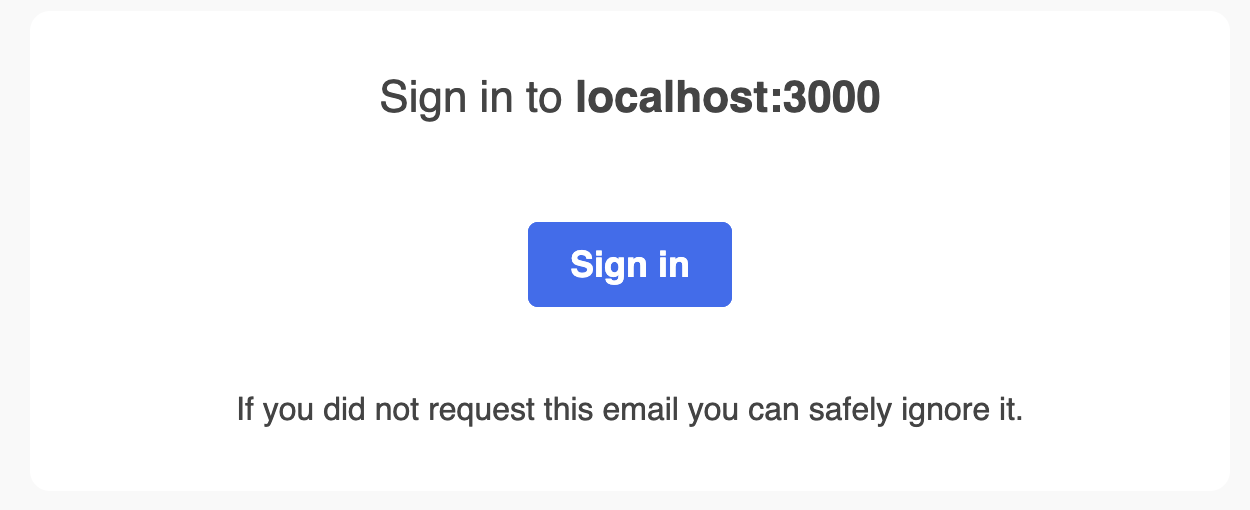 Sign in to localhost:3000
Sign in
If you did not request this email you can safely ignore it.